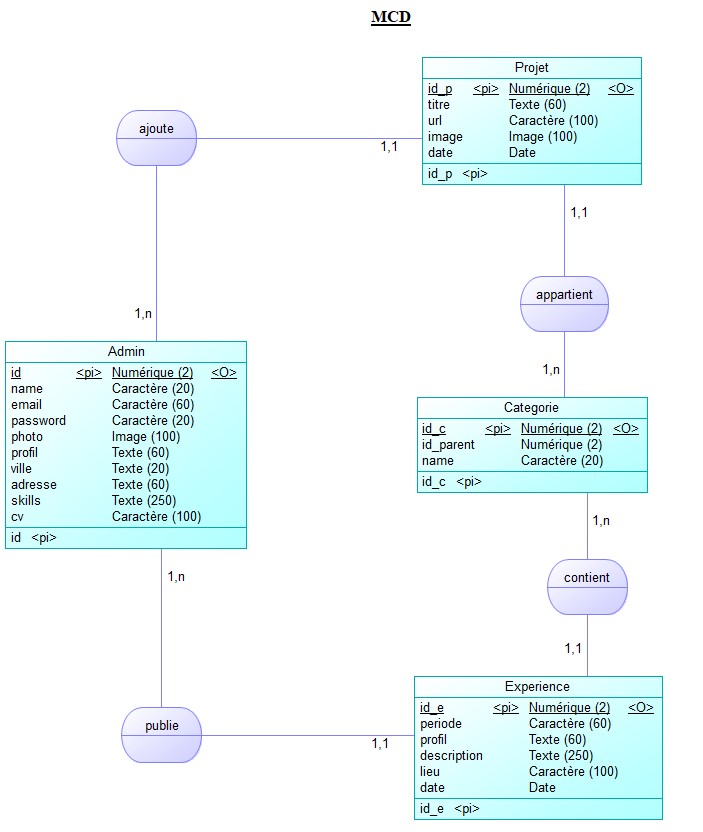 MCD
Projet
id_p <pi> Numérique (2) <O>
titre Texte (60)
url Caractère (100)
image Image (100)
date Date
id_p <pi>
ajoute
1,1
1,1
1,n
appartient
1,n
Admin
id <pi> Numérique (2) <O>
name Caractère (20)
email Caractère (60)
password Caractère (20)
photo Image (100)
profil Texte (60)
ville Texte (20)
adresse Texte (60)
skills Texte (250)
cv Caractère (100)
id <pi>
Categorie
id_c <pi> Numérique (2) <O>
id_parent Numérique (2)
name Caractère (20)
id_c <pi>
1,n
1,n
contient
1,1
publie
1,1
Experience
id_e <pi> Numérique (2) <O>
periode Caractère (60)
profil Texte (60)
description Texte (250)
lieu Caractère (100)
date Date
id_e <pi>